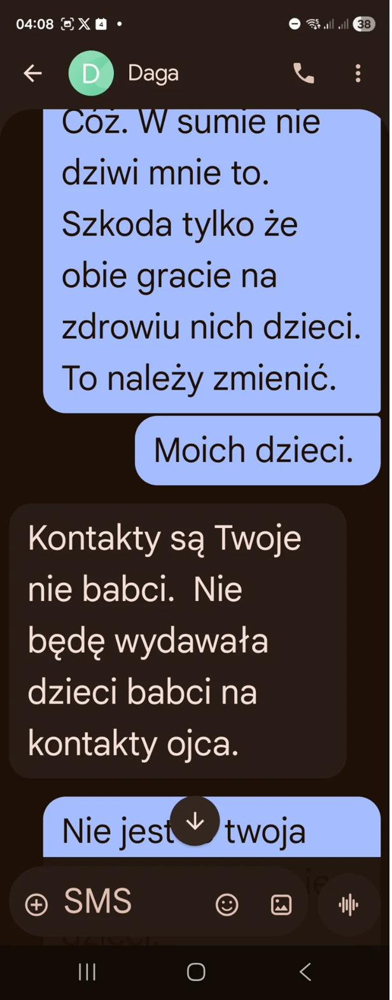 04:08 X 4 38
D Daga
Cóż. W sumie nie
dziwi mnie to.
Szkoda tylko że
obie gracie na
zdrowiu nich dzieci.
To należy zmienić.
Moich dzieci.
Kontakty są Twoje
nie babci. Nie
będę wydawała
dzieci babci na
kontakty ojca.
Nie jest twoja
SMS
dzieci.